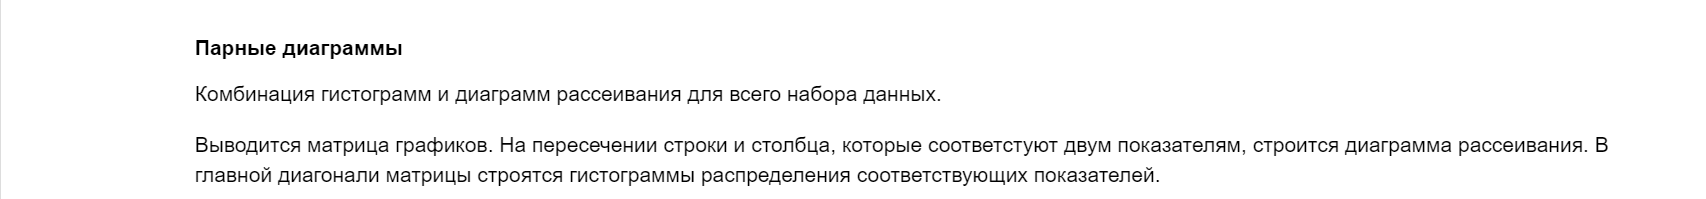 Парные диаграммы
Комбинация гистограмм и диаграмм рассеивания для всего набора данных.
Выводится матрица графиков. На пересечении строки и столбца, которые соответстуют двум показателям, строится диаграмма рассеивания. В
главной диагонали матрицы строятся гистограммы распределения соответствующих показателей.